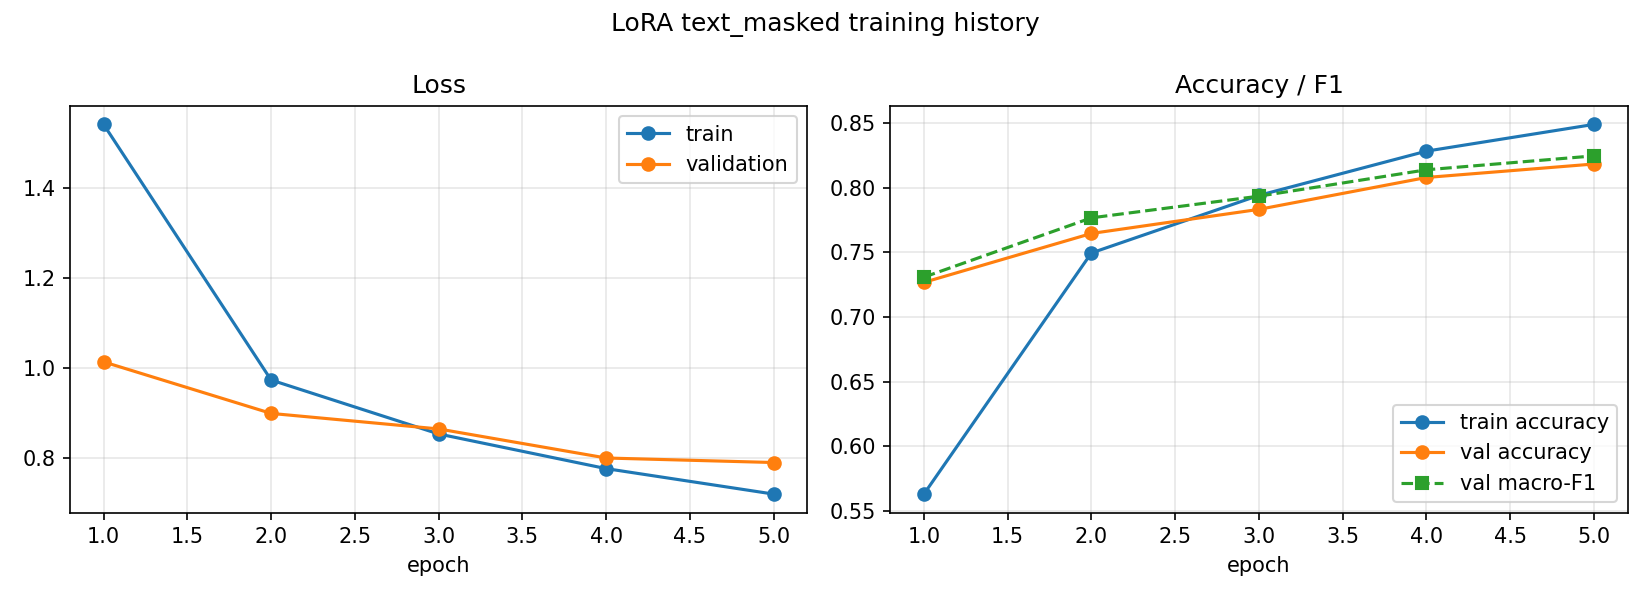 LoRA text_masked training history
Loss
train
validation
1.4
1.2
1.0
0.8
1.0 1.5 2.0 2.5 3.0 3.5 4.0 4.5 5.0
epoch
Accuracy / F1
0.85
0.80
0.75
0.70
0.65
0.60
0.55
train accuracy
val accuracy
val macro-F1
1.0 1.5 2.0 2.5 3.0 3.5 4.0 4.5 5.0
epoch